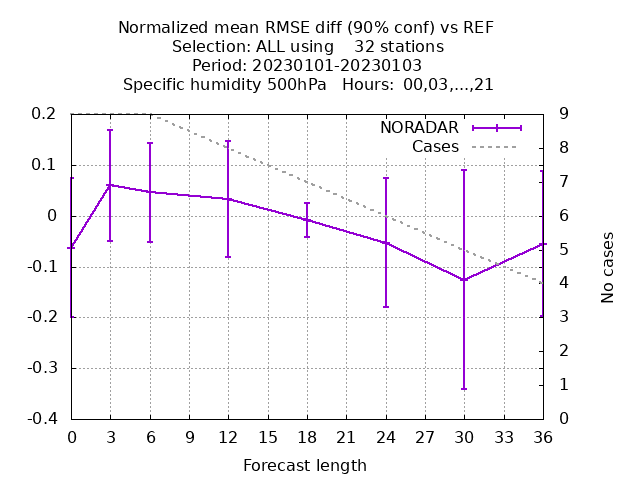 Normalized mean RMSE diff (90% conf) vs REF
Selection: ALL using    32 stations
Period: 20230101-20230103
Specific humidity 500hPa   Hours: 00,03,...,21
NORADAR
Cases
0.2
0.1
0
-0.1
-0.2
-0.3
-0.4
9
8
7
6
5
4
3
2
1
0
No cases
0 3 6 9 12 15 18 21 24 27 30 33 36
Forecast length